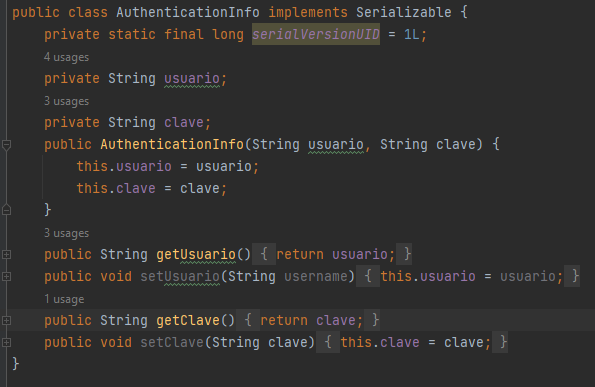 public class AuthenticationInfo implements Serializable {
private static final long serialVersionUID = 1L;
4 usages
private String usuario;
3 usages
private String clave;
public AuthenticationInfo(String usuario, String clave) {
this.usuario = usuario;
this.clave = clave;
}
3 usages
public String getUsuario() { return usuario; }
public void setUsuario(String username) { this.usuario = usuario; }
1 usage
public String getClave() { return clave; }
public void setClave(String clave) { this.clave = clave; }
}